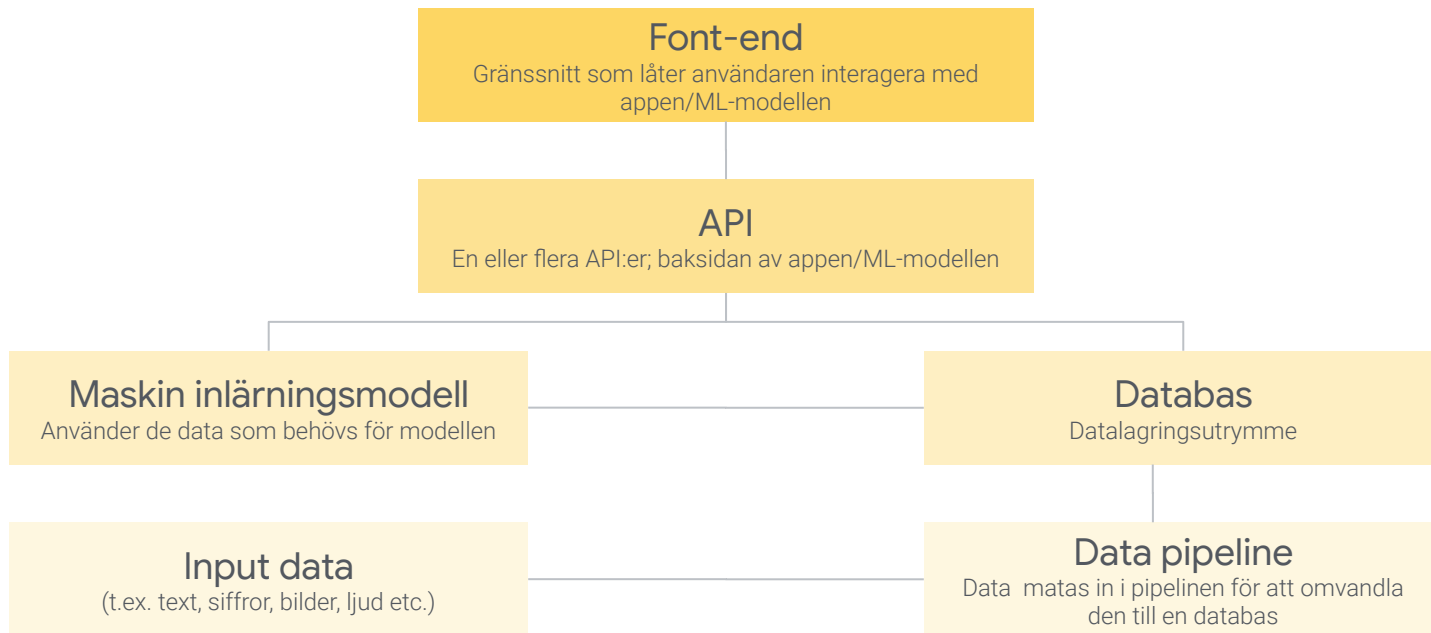 Font-end
Gränssnitt som låter användaren interagera med
appen/ML-modellen
API
En eller flera API:er; baksidan av appen/ML-modellen
Maskin inlärningsmodell
Använder de data som behövs för modellen
Databas
Datalagringsutrymme
Input data
(t.ex. text, siffror, bilder, ljud etc.)
Data pipeline
Data  matas in i pipelinen för att omvandla
den till en databas